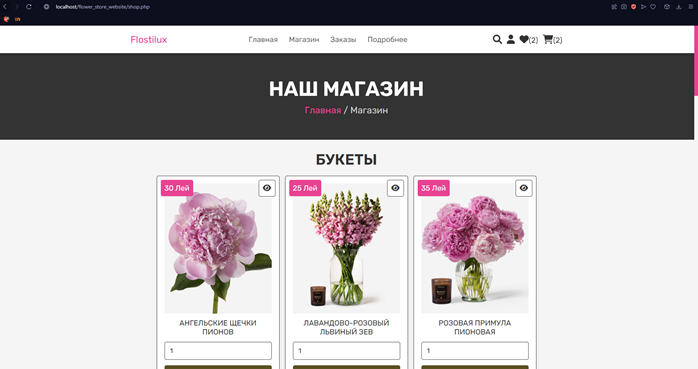 localhost/flower_store_website/shop.php
Flostilux
Главная Магазин Заказы Подробнее
(2) (2)
НАШ МАГАЗИН
Главная / Магазин
БУКЕТЫ
30 Лей
25 Лей
35 Лей
АНГЕЛЬСКИЕ ЩЕЧКИ
ПИОНОВ
ЛАВАНДОВО-РОЗОВЫЙ
ЛЬВИНЫЙ ЗЕВ
РОЗОВАЯ ПРИМУЛА
ПИОНОВАЯ
1
1
1